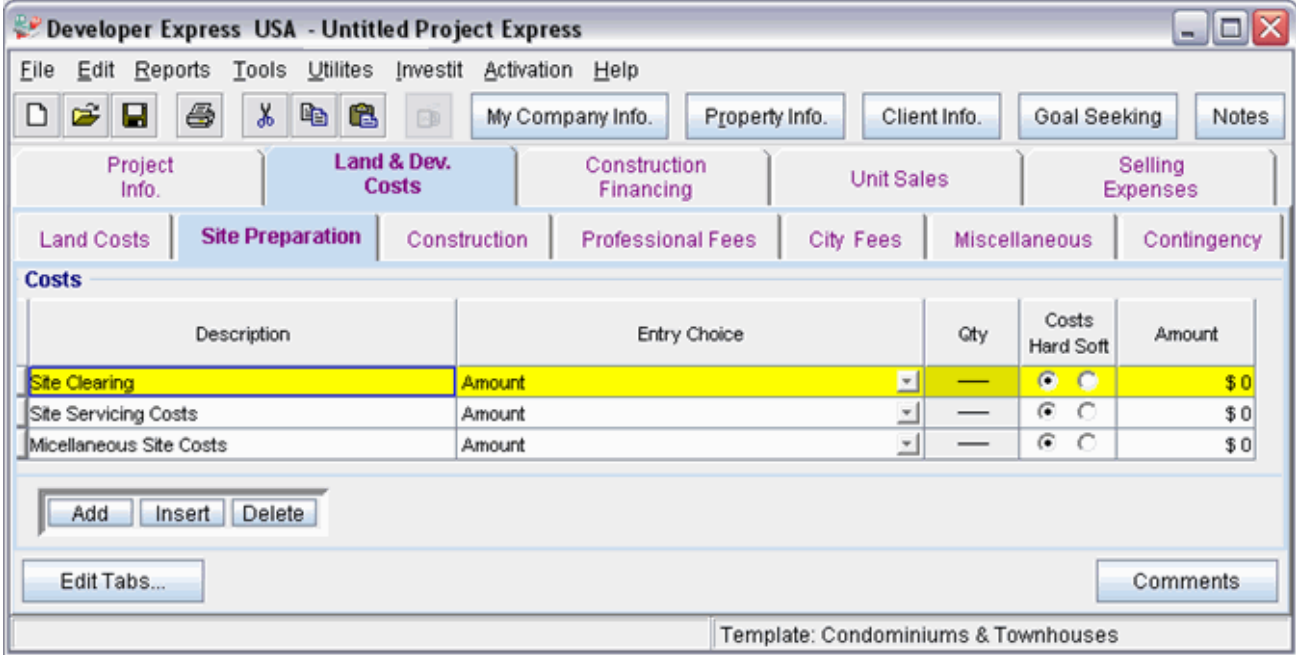 Developer Express USA - Untitled Project Express
File Edit Reports Tools Utilites Investit Activation Help
My Company Info. Property Info. Client Info. Goal Seeking Notes
Project Info. Land & Dev. Costs Construction Financing Unit Sales Selling Expenses
Land Costs Site Preparation Construction Professional Fees City Fees Miscellaneous Contingency
Costs
Description Entry Choice Qty Costs Hard Soft Amount
Site Clearing Amount — $ 0
Site Servicing Costs Amount — $ 0
Micellaneous Site Costs Amount — $ 0
Add Insert Delete
Edit Tabs... Comments
Template: Condominiums & Townhouses